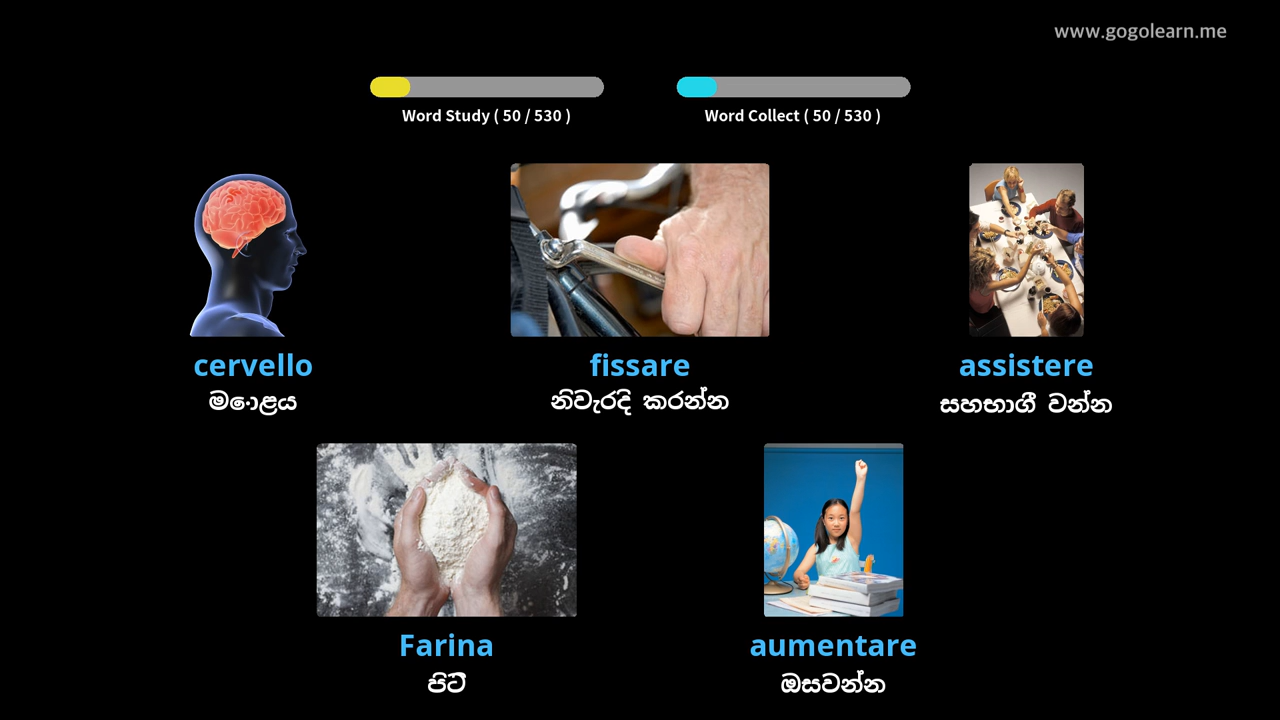 www.gogolearn.me
Word Study ( 50 / 530 )
Word Collect ( 50 / 530 )
cervello
මොළය
fissare
නිවැරදි කරන්න
assistere
සහභාගී වන්න
Farina
පිටි
aumentare
ඔසවන්න